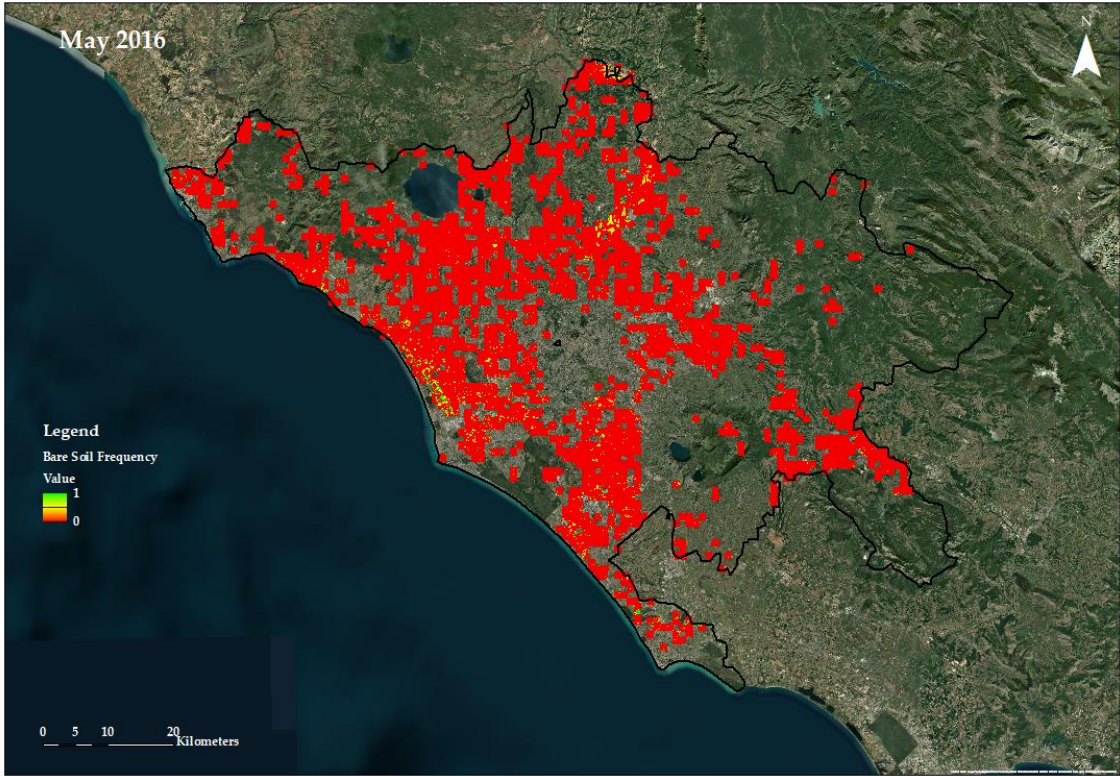 May 2016
N
Legend
Bare Soil Frequency
Value
1
0
0 5 10 20
Kilometers